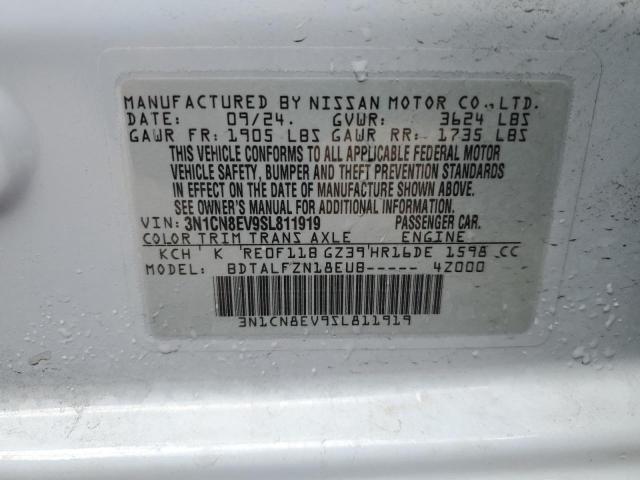 MANUFACTURED BY NISSAN MOTOR CO., LTD.
DATE: 09/24. GVWR: 3624 LBS
GAWR FR: 1905 LBS GAWR RR: 1735 LBS
THIS VEHICLE CONFORMS TO ALL APPLICABLE FEDERAL MOTOR
VEHICLE SAFETY, BUMPER AND THEFT PREVENTION STANDARDS
IN EFFECT ON THE DATE OF MANUFACTURE SHOWN ABOVE.
SEE OWNER'S MANUAL FOR ADDITIONAL INFORMATION.
VIN: 3N1CN8EV9SL811919 PASSENGER CAR.
COLOR TRIM TRANS AXLE ENGINE
KCH ' K ' RE0F11B GZ39'HR16DE 1598 CC
MODEL: BDTALFZN18EU8----- 4Z000
3N1CN8EV9SL811919